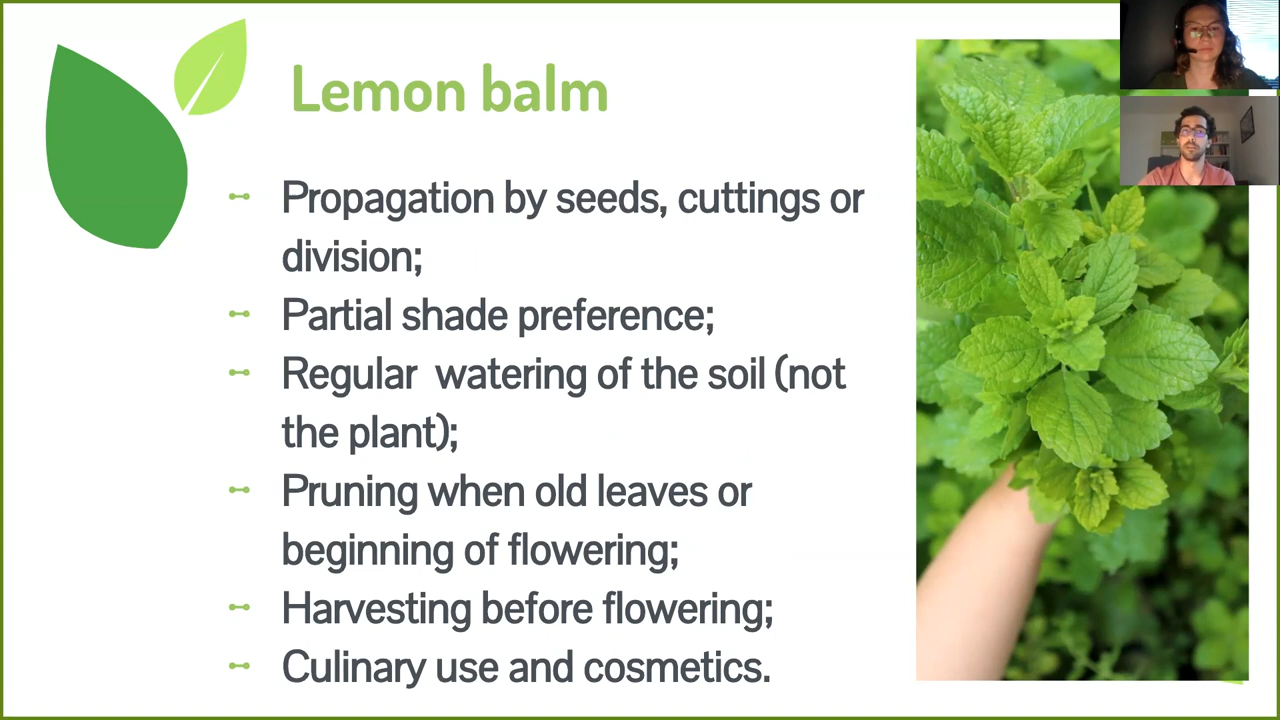 Lemon balm
Propagation by seeds, cuttings or
division;
Partial shade preference;
Regular  watering of the soil (not
the plant);
Pruning when old leaves or
beginning of flowering;
Harvesting before flowering;
Culinary use and cosmetics.